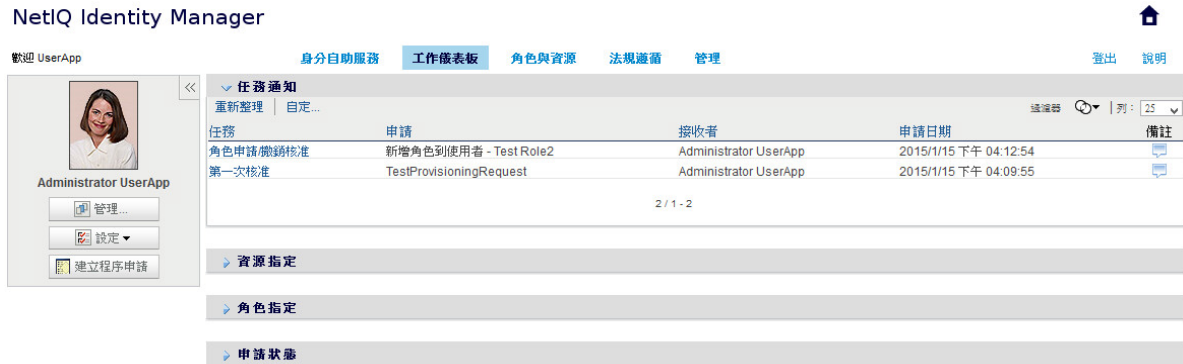 NetIQ Identity Manager
歡迎 UserApp
身分自助服務 工作儀表板 角色與資源 法規遵循 管理 登出 說明
任務通知
重新整理 | 自定...
過濾器 | 列: 25
任務 申請 接收者 申請日期 備註
角色申請/撤銷核准 新增角色到使用者 - Test Role2 Administrator UserApp 2015/1/15 下午 04:12:54
第一次核准 TestProvisioningRequest Administrator UserApp 2015/1/15 下午 04:09:55
2 / 1 - 2
Administrator UserApp
管理...
設定
建立程序申請
資源指定
角色指定
申請狀態